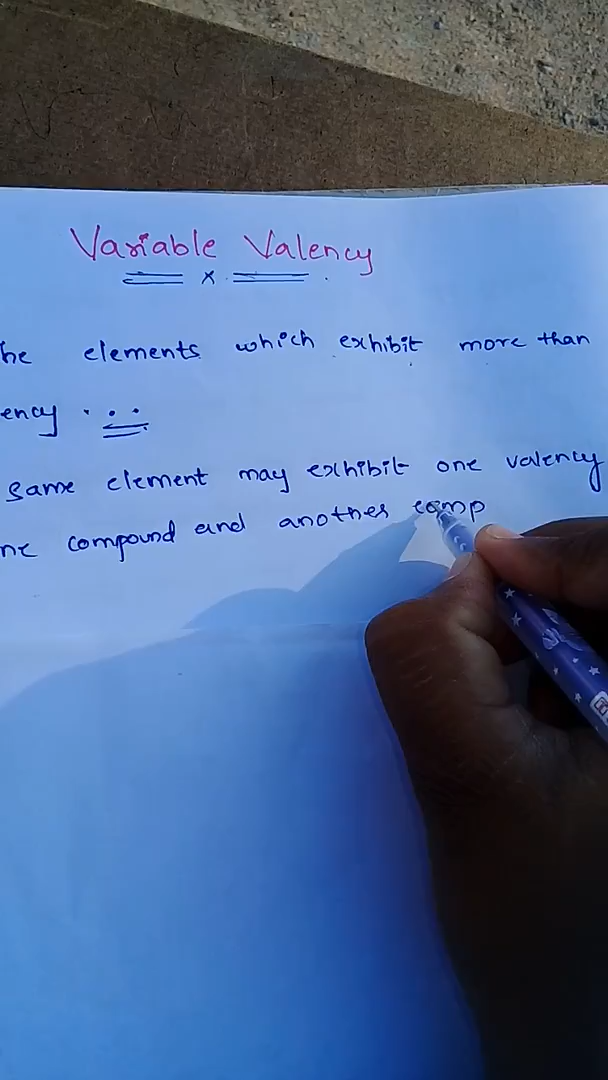 Variable Valency
he elements which exhibit more than
ency
same element may exhibit one valency
ne compound and another comp